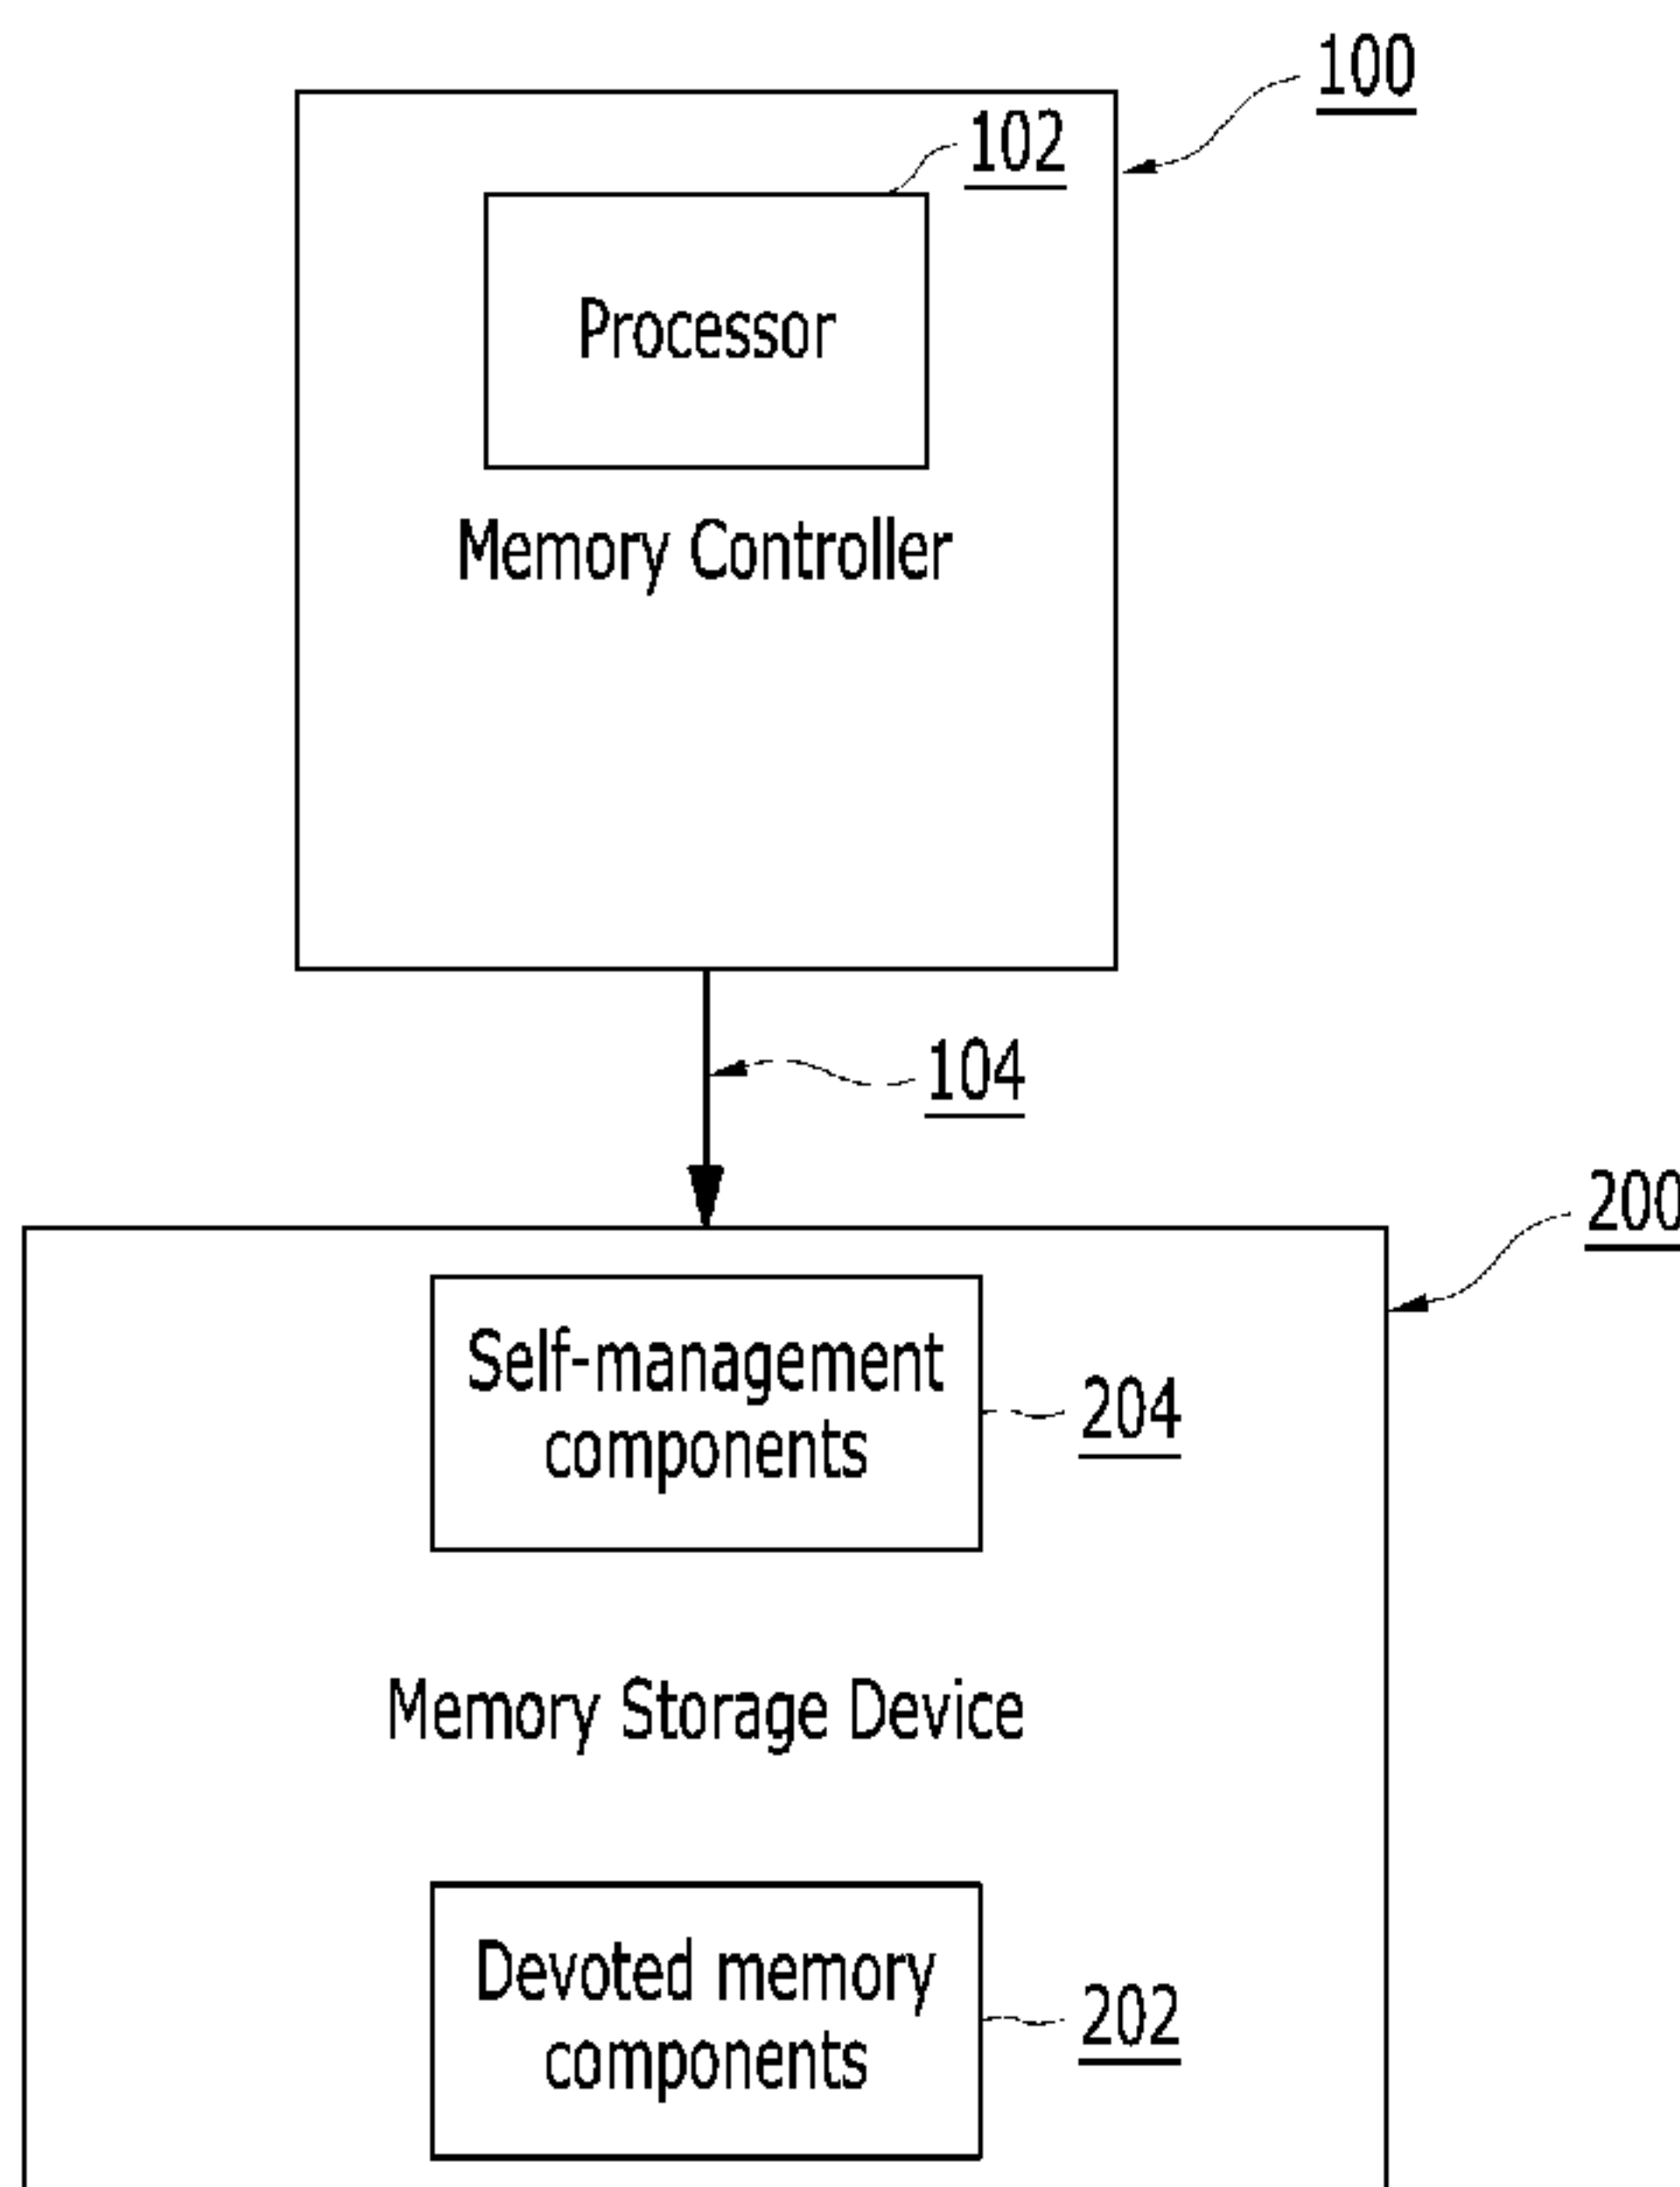 100
102
Processor
Memory Controller
104
200
Self-management
components
204
Memory Storage Device
Devoted memory
components
202